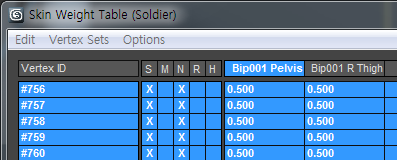 Skin Weight Table (Soldier)
Edit Vertex Sets Options
Vertex ID S M N R H Bip001 Pelvis Bip001 R Thigh
#756 X X 0.500 0.500
#757 X X 0.500 0.500
#758 X X 0.500 0.500
#759 X X 0.500 0.500
#760 X X 0.500 0.500